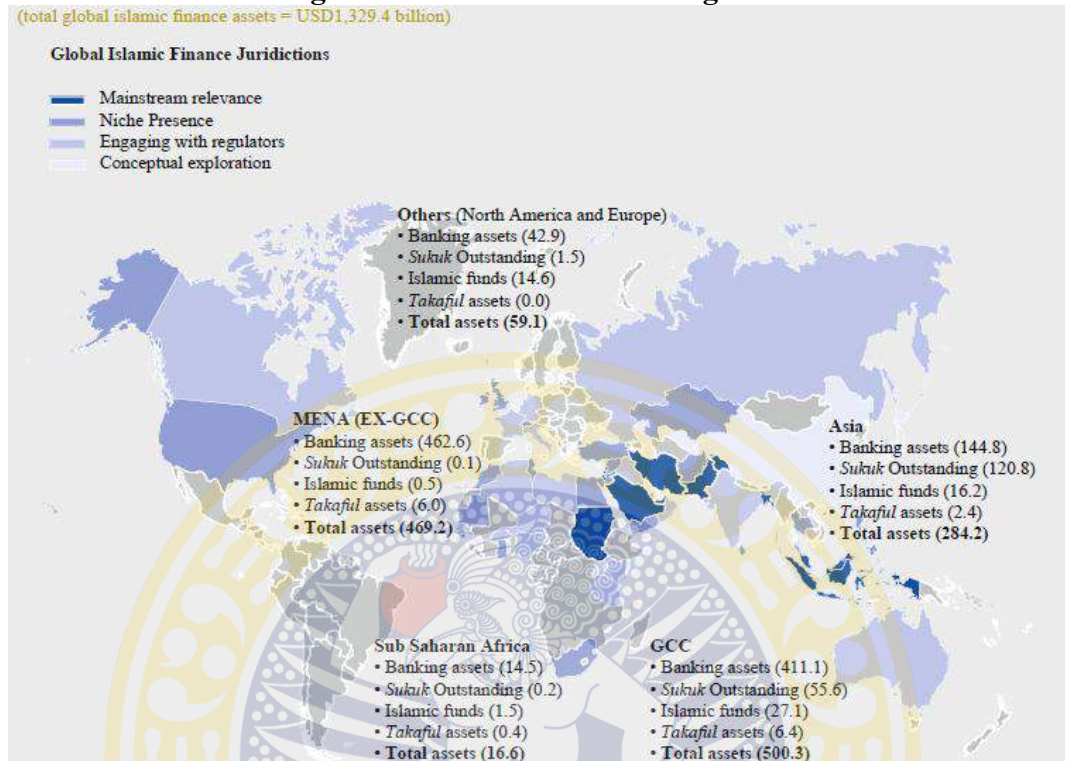 (total global islamic finance assets = USD1,329.4 billion)
Global Islamic Finance Juridictions
Mainstream relevance
Niche Presence
Engaging with regulators
Conceptual exploration
Others (North America and Europe)
• Banking assets (42.9)
• Sukuk Outstanding (1.5)
• Islamic funds (14.6)
• Takaful assets (0.0)
• Total assets (59.1)
MENA (EX-GCC)
• Banking assets (462.6)
• Sukuk Outstanding (0.1)
• Islamic funds (0.5)
• Takaful assets (6.0)
• Total assets (469.2)
Asia
• Banking assets (144.8)
• Sukuk Outstanding (120.8)
• Islamic funds (16.2)
• Takaful assets (2.4)
• Total assets (284.2)
Sub Saharan Africa
• Banking assets (14.5)
• Sukuk Outstanding (0.2)
• Islamic funds (1.5)
• Takaful assets (0.4)
• Total assets (16.6)
GCC
• Banking assets (411.1)
• Sukuk Outstanding (55.6)
• Islamic funds (27.1)
• Takaful assets (6.4)
• Total assets (500.3)